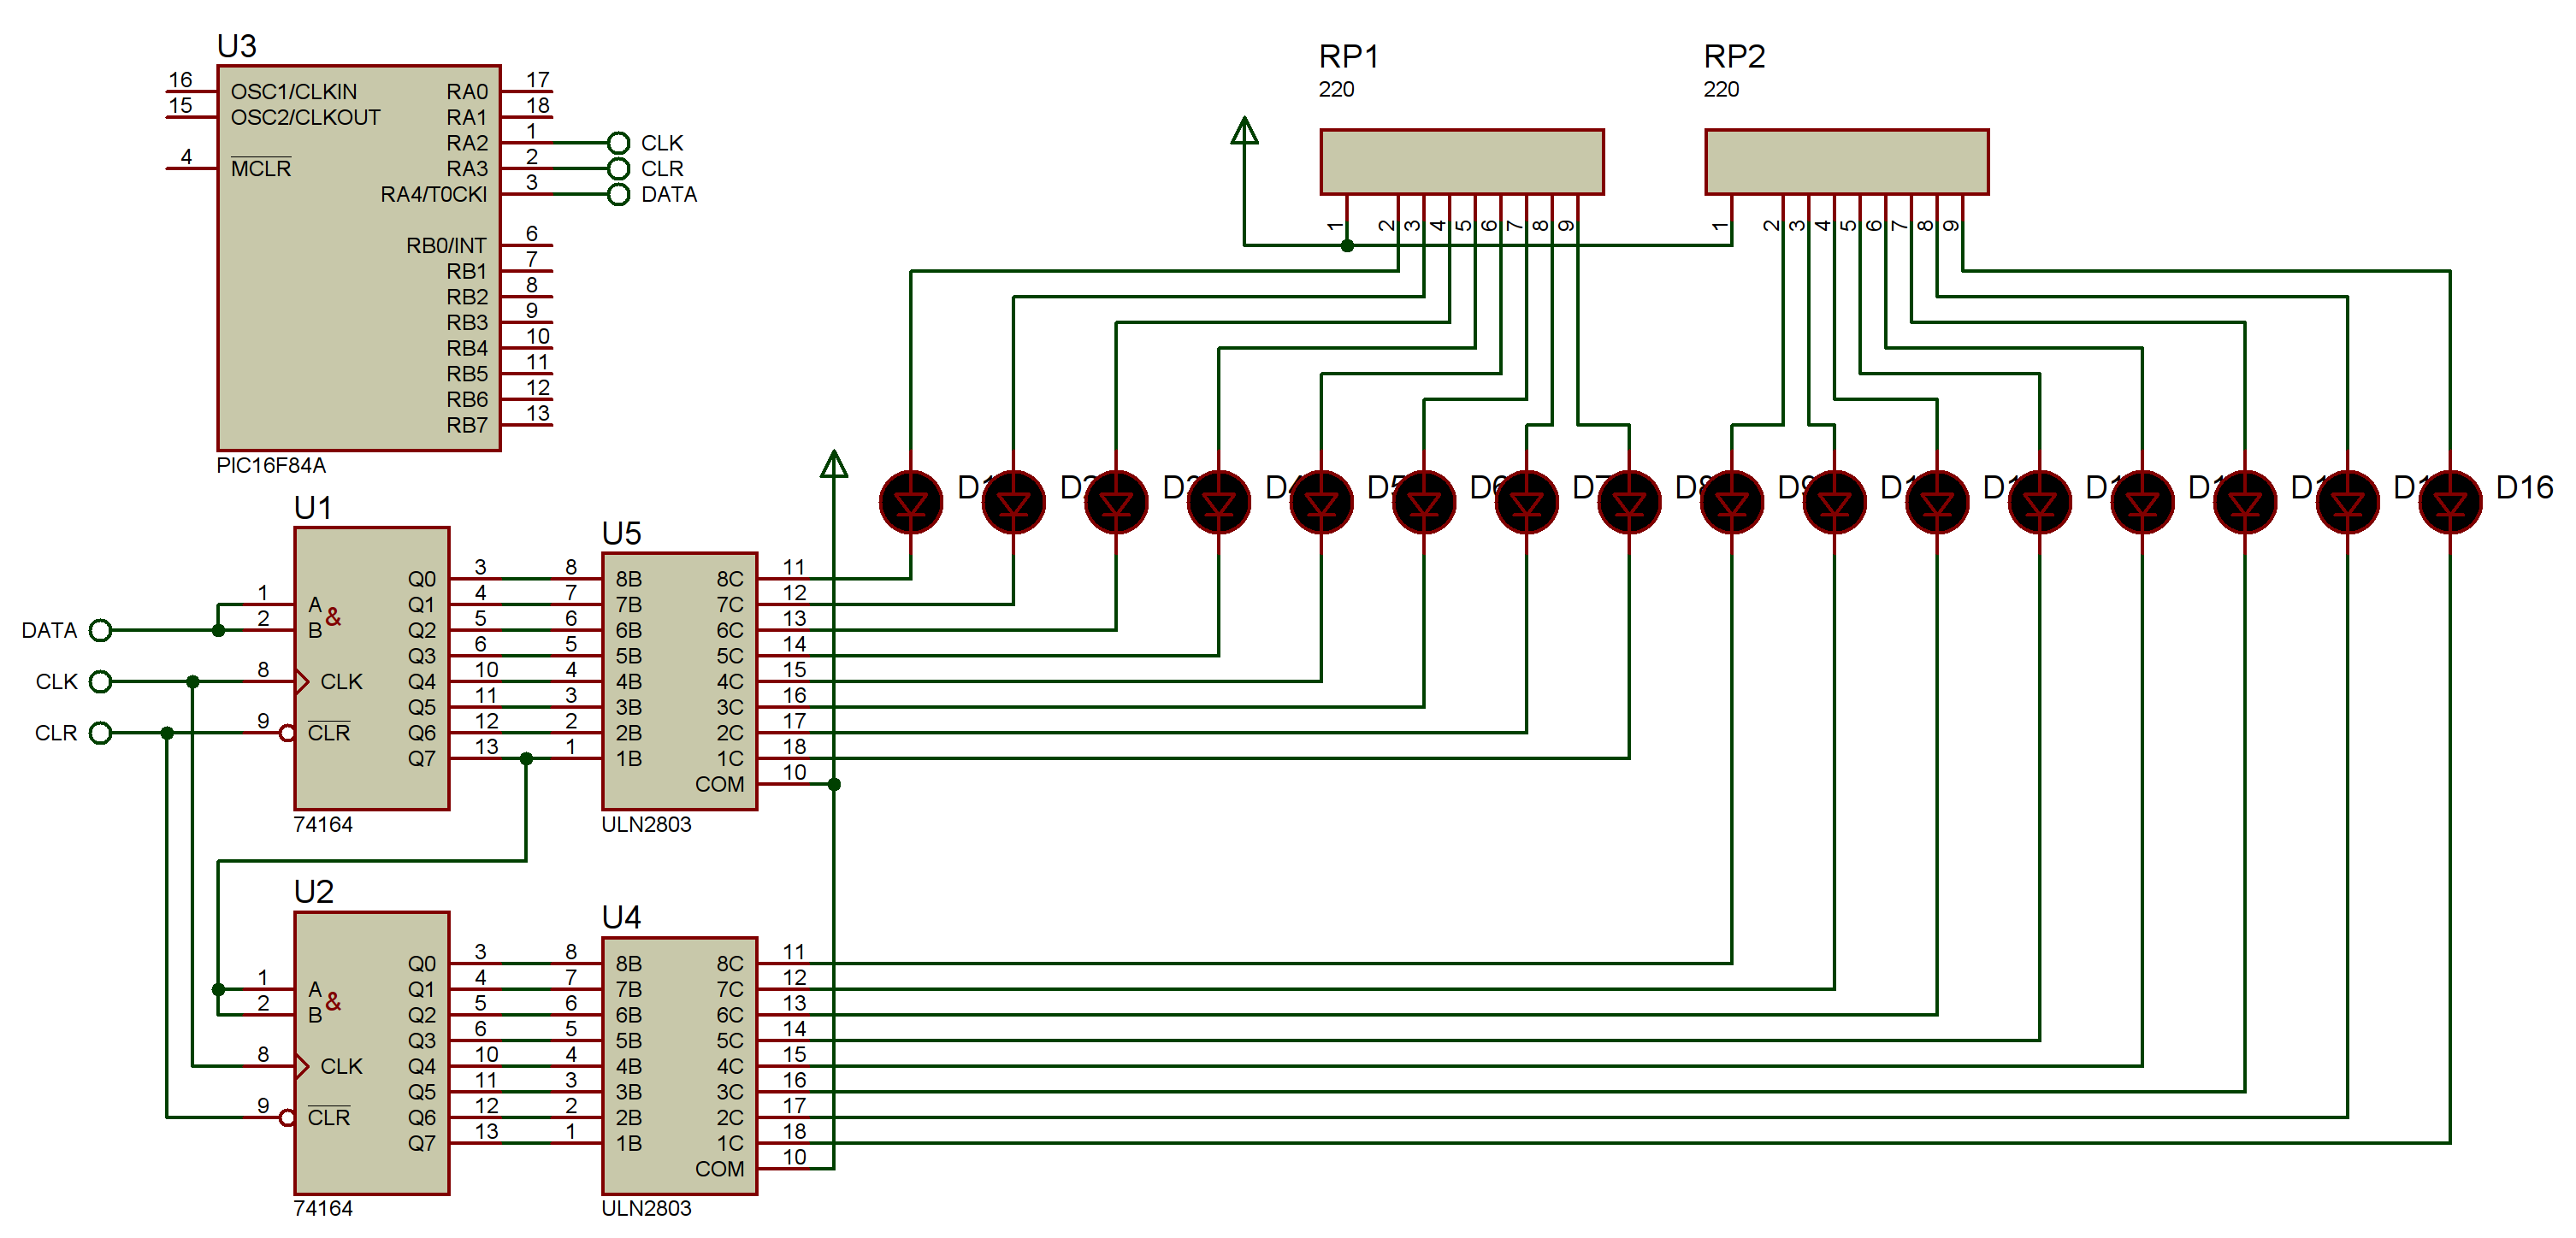 U3
16 OSC1/CLKIN RA0 17
15 OSC2/CLKOUT RA1 18
RA2 1 CLK
4 MCLR RA3 2 CLR
RA4/T0CKI 3 DATA
RB0/INT 6
RB1 7
RB2 8
RB3 9
RB4 10
RB5 11
RB6 12
RB7 13
PIC16F84A
RP1
220
1 2 3 4 5 6 7 8 9
RP2
220
1 2 3 4 5 6 7 8 9
D1 D2 D3 D4 D5 D6 D7 D8 D9 D16
U1
DATA
CLK
CLR
Q0 3
1 A & Q1 4
2 B Q2 5
Q3 6
8 CLK Q4 10
Q5 11
9 CLR Q6 12
Q7 13
74164
U5
8 8B 8C 11
7 7B 7C 12
6 6B 6C 13
5 5B 5C 14
4 4B 4C 15
3 3B 3C 16
2 2B 2C 17
1 1B 1C 18
COM 10
ULN2803
U2
Q0 3
1 A & Q1 4
2 B Q2 5
Q3 6
8 CLK Q4 10
Q5 11
9 CLR Q6 12
Q7 13
74164
U4
8 8B 8C 11
7 7B 7C 12
6 6B 6C 13
5 5B 5C 14
4 4B 4C 15
3 3B 3C 16
2 2B 2C 17
1 1B 1C 18
COM 10
ULN2803